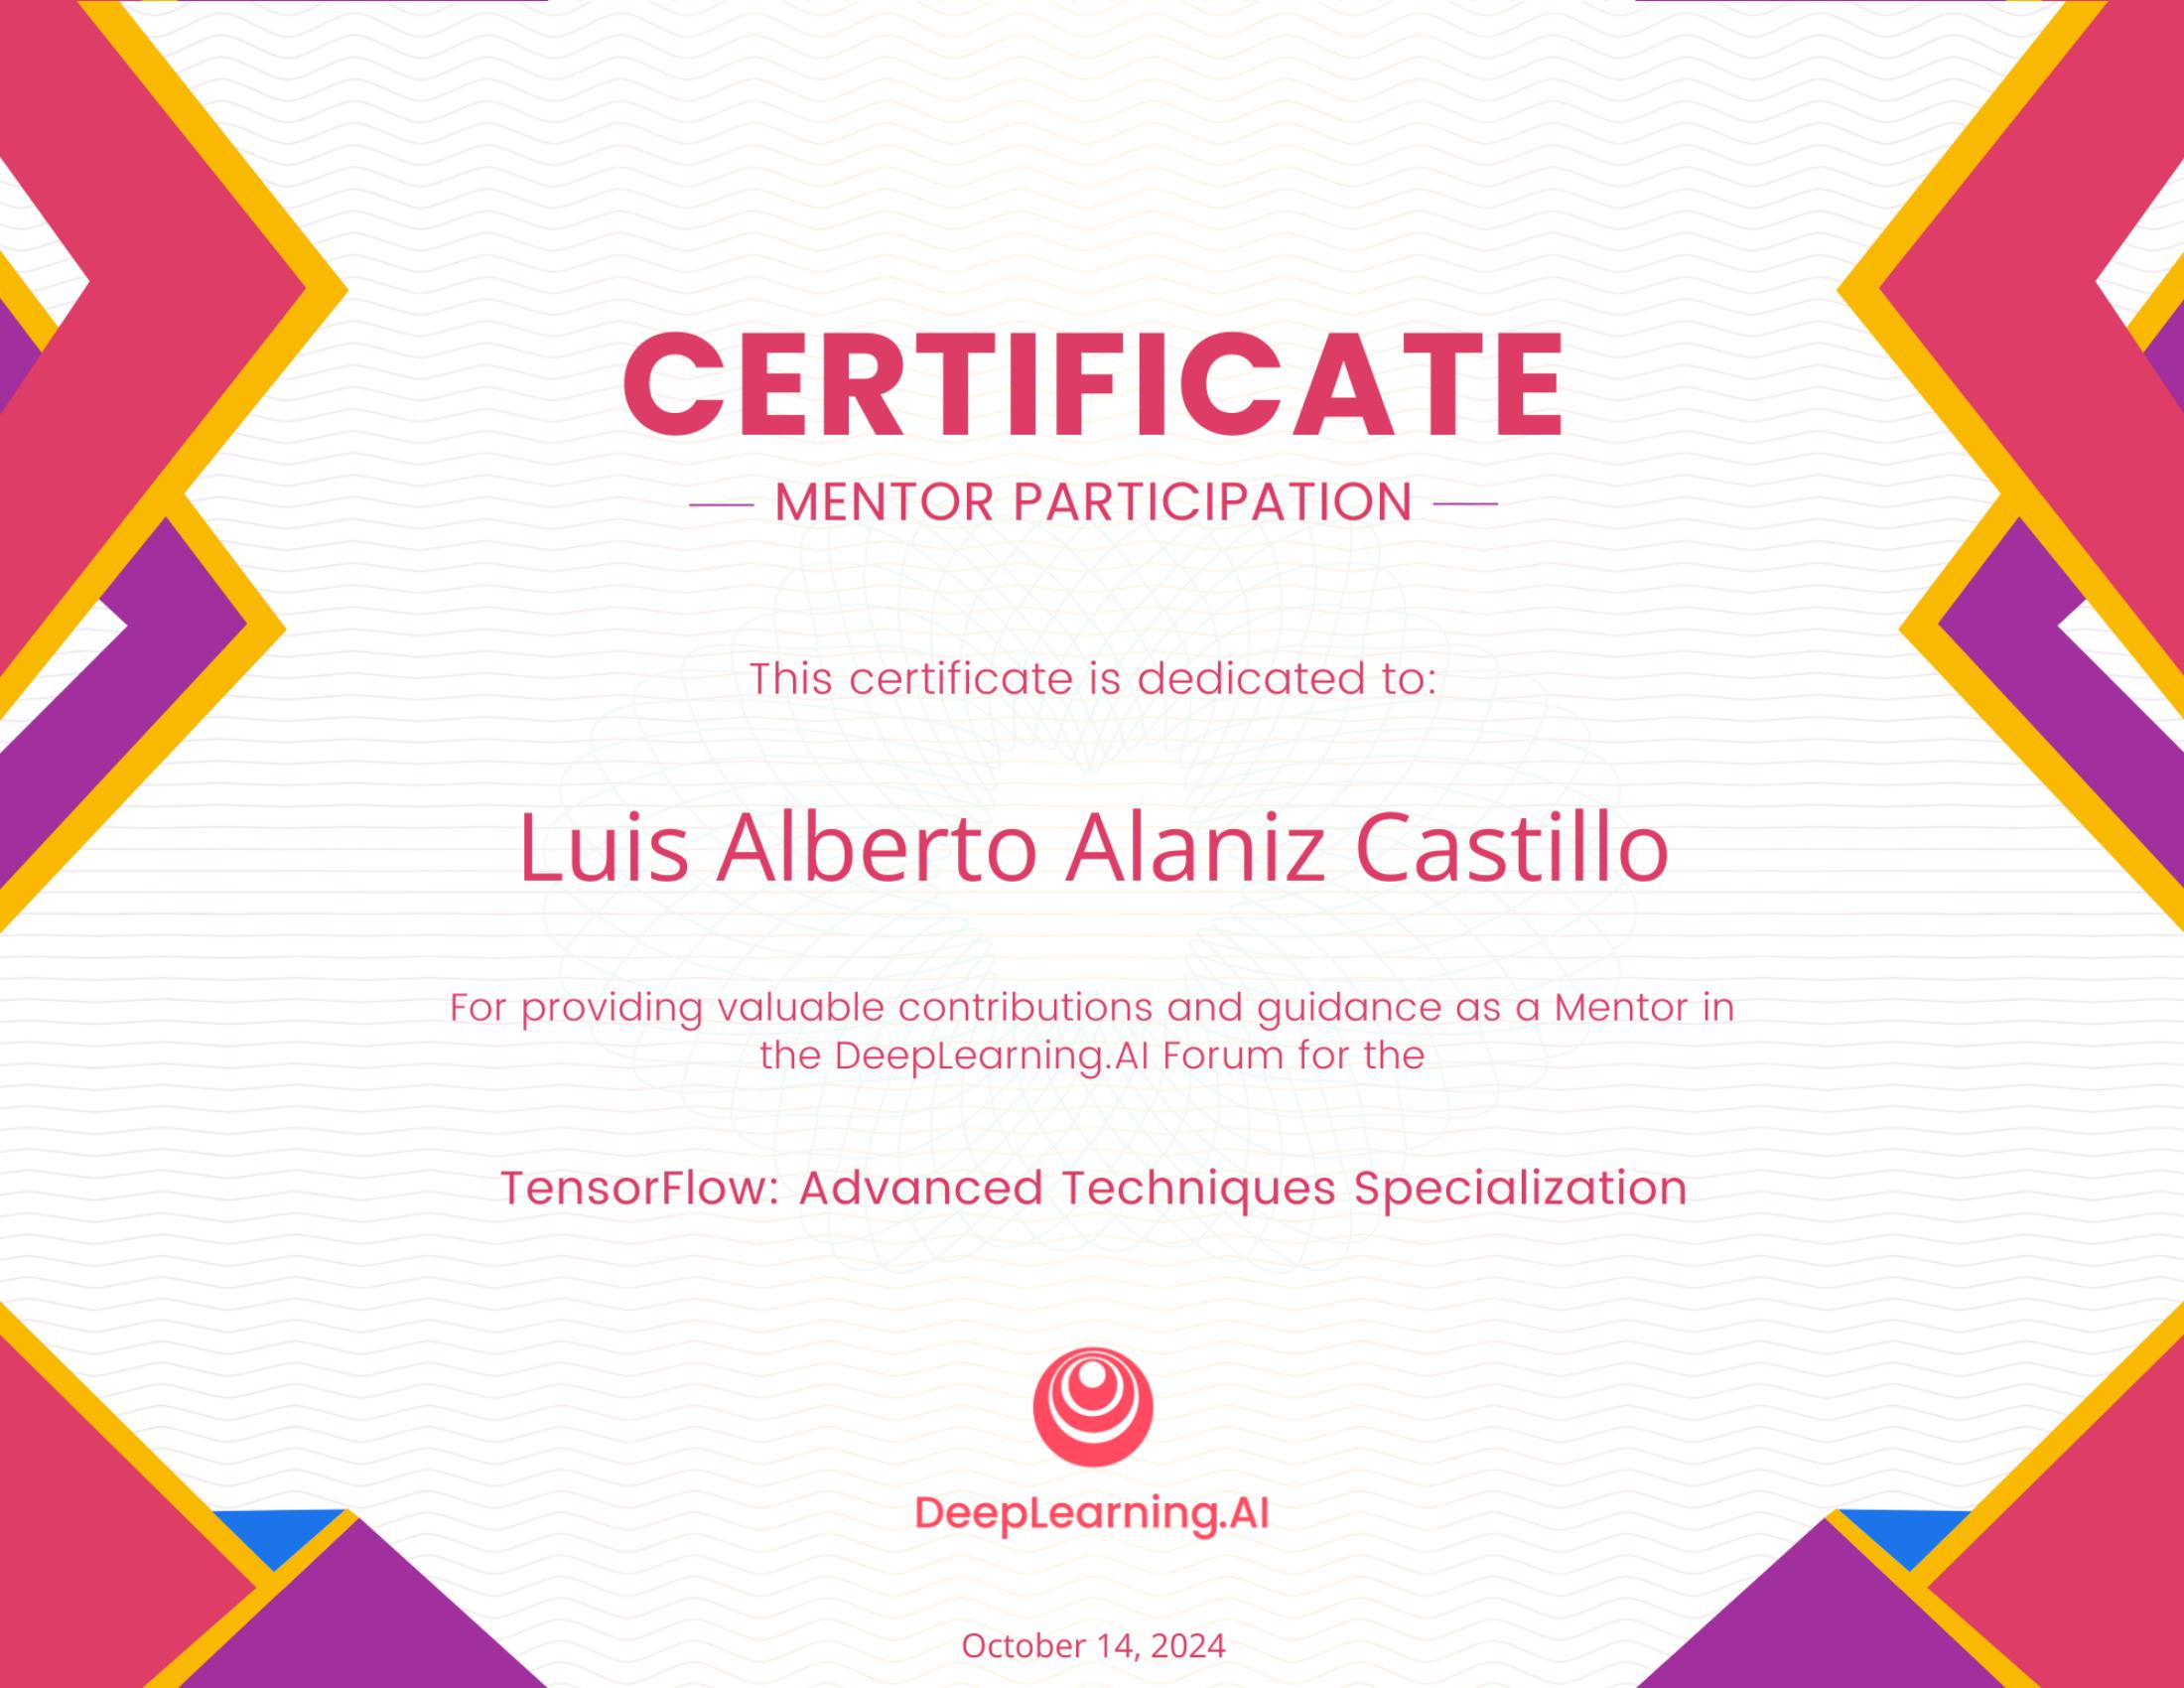 CERTIFICATE
MENTOR PARTICIPATION
This certificate is dedicated to:
Luis Alberto Alaniz Castillo
For providing valuable contributions and guidance as a Mentor in
the DeepLearning.AI Forum for the
TensorFlow: Advanced Techniques Specialization
DeepLearning.AI
October 14, 2024